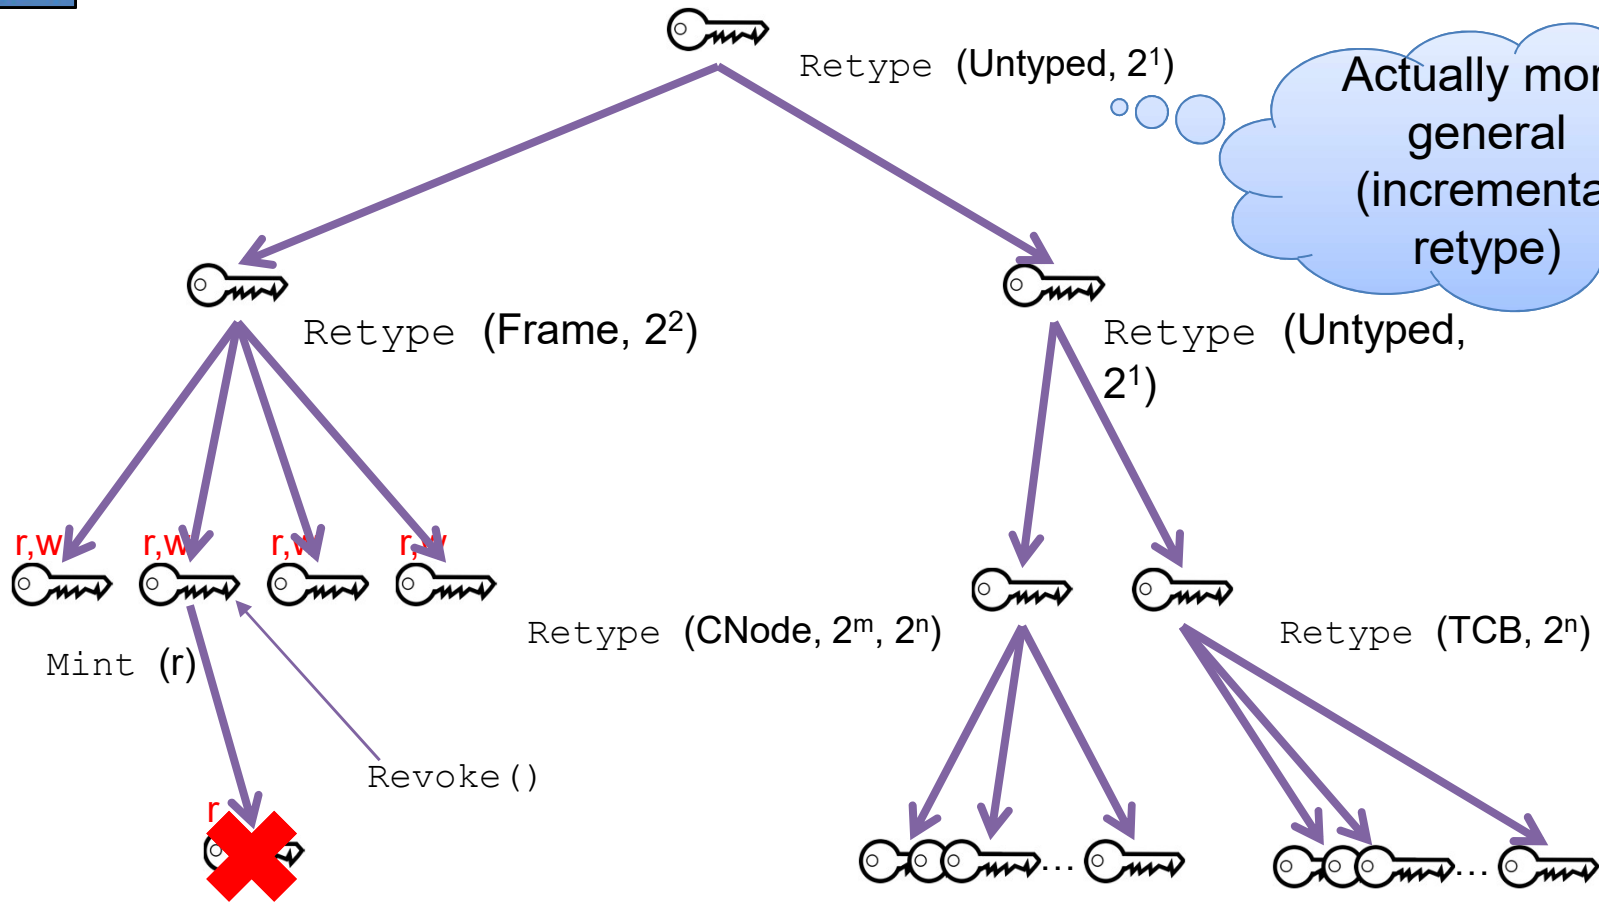 Retype (Untyped, 2¹)
Actually mor
general
(incrementa
retype)
Retype (Frame, 2²)
Retype (Untyped,
2¹)
r,w
r,w
r,w
r,w
Retype (CNode, 2ᵐ, 2ⁿ)
Retype (TCB, 2ⁿ)
Mint (r)
Revoke()
r
...
...